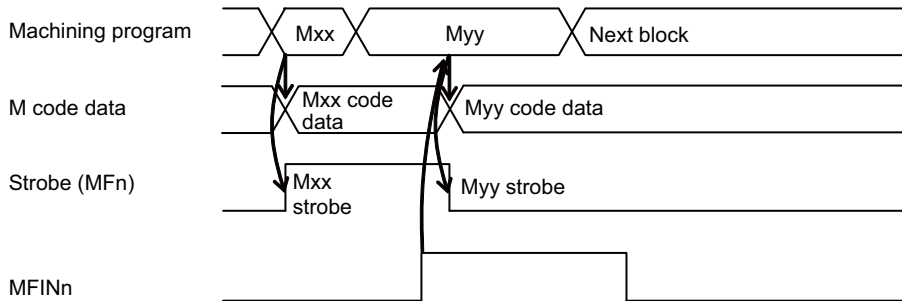 Machining program
Mxx
Myy
Next block
M code data
Mxx code
data
Myy code data
Strobe (MFn)
Mxx
strobe
Myy strobe
MFINn